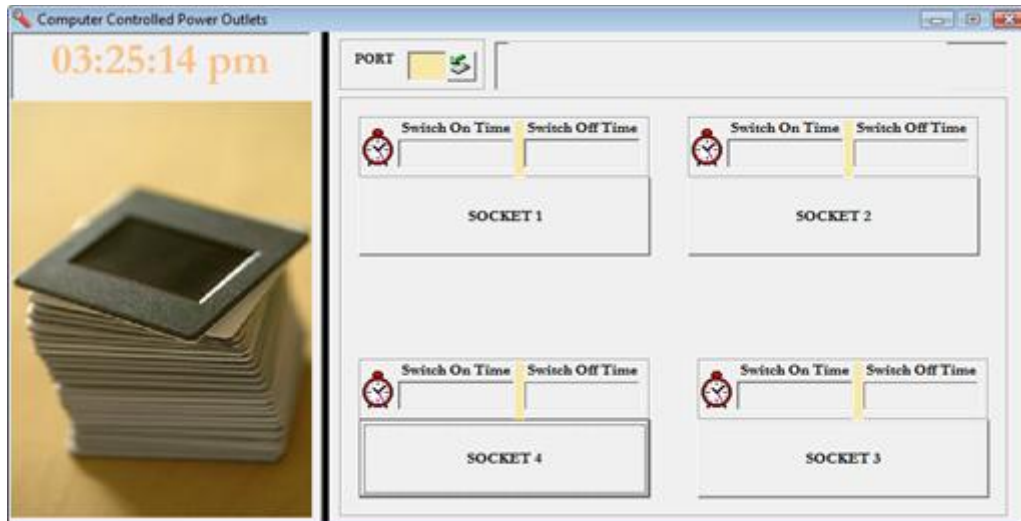 Computer Controlled Power Outlets
03:25:14 pm
PORT
Switch On Time Switch Off Time
SOCKET 1
Switch On Time Switch Off Time
SOCKET 2
Switch On Time Switch Off Time
SOCKET 4
Switch On Time Switch Off Time
SOCKET 3